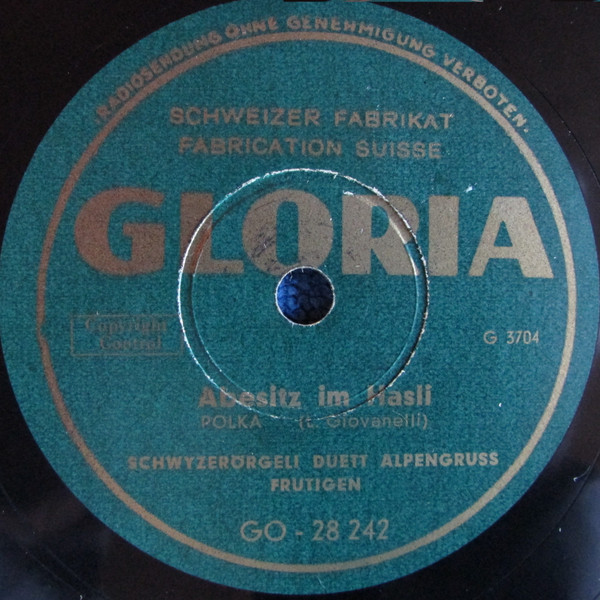 ·RADIOSENDUNG OHNE GENEHMIGUNG VERBOTEN·
SCHWEIZER FABRIKAT
FABRICATION SUISSE
GLORIA
Copyright
Control
G 3704
Abesitz im Hasli
POLKA (L. Giovanelli)
SCHWYZERÖRGELI DUETT ALPENGRUSS
FRUTIGEN
GO - 28 242